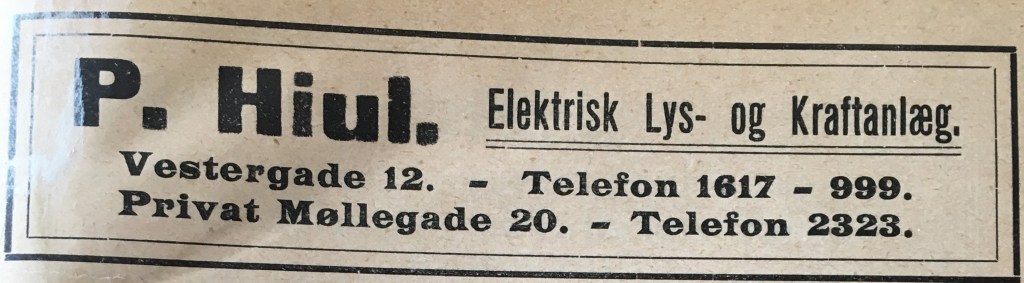 P. Hiul. Elektrisk Lys- og Kraftanlæg.
Vestergade 12. - Telefon 1617 - 999.
Privat Møllegade 20. - Telefon 2323.